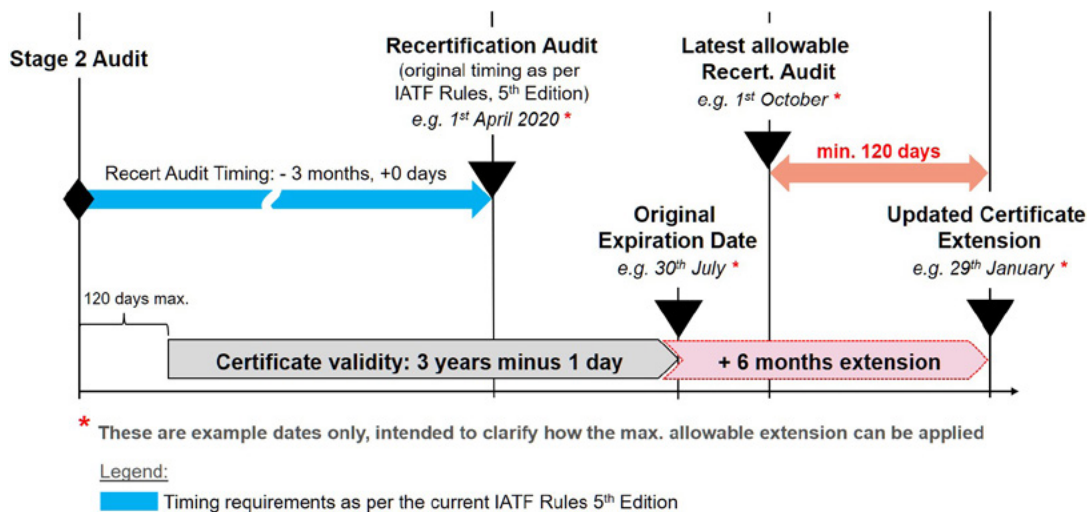 Stage 2 Audit
Recertification Audit
(original timing as per
IATF Rules, 5th Edition)
e.g. 1st April 2020 *
Latest allowable
Recert. Audit
e.g. 1st October *
Recert Audit Timing: - 3 months, +0 days
min. 120 days
Original
Expiration Date
e.g. 30th July *
Updated Certificate
Extension
e.g. 29th January *
120 days max.
Certificate validity: 3 years minus 1 day
+ 6 months extension
* These are example dates only, intended to clarify how the max. allowable extension can be applied
Legend:
Timing requirements as per the current IATF Rules 5th Edition